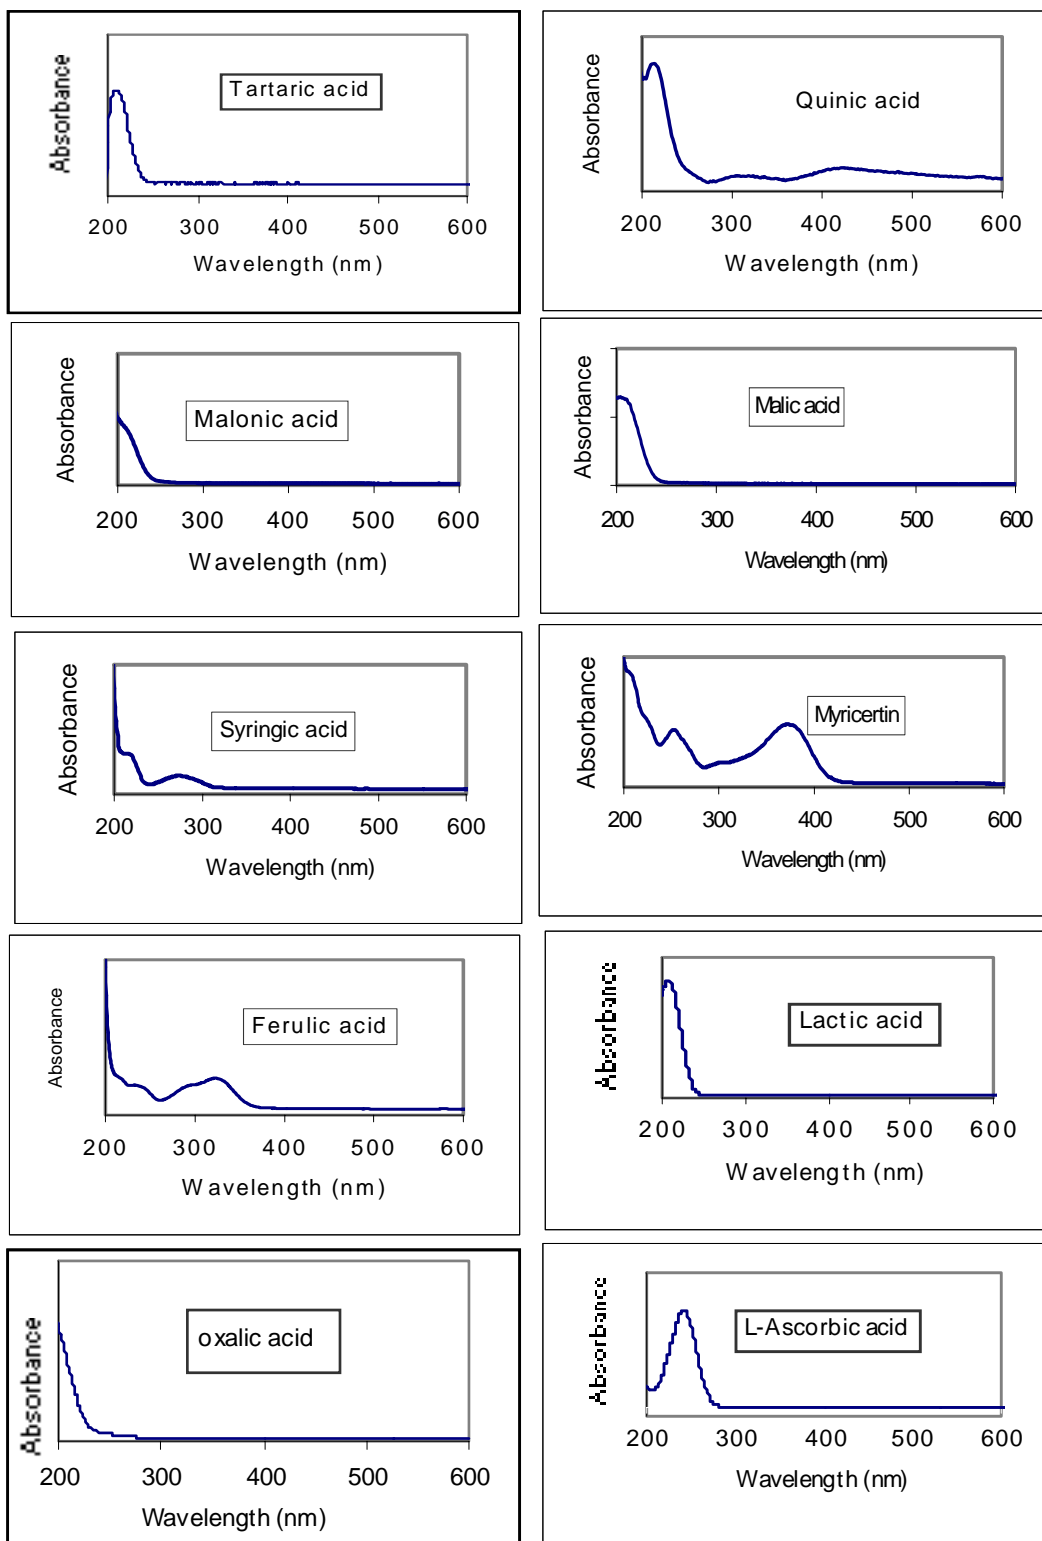 Absorbance
Tartaric acid
200 300 400 500 600
Wavelength (nm)
Absorbance
Quinic acid
200 300 400 500 600
Wavelength (nm)
Absorbance
Malonic acid
200 300 400 500 600
Wavelength (nm)
Absorbance
Malic acid
200 300 400 500 600
Wavelength (nm)
Absorbance
Syringic acid
200 300 400 500 600
Wavelength (nm)
Absorbance
Myricertin
200 300 400 500 600
Wavelength (nm)
Absorbance
Ferulic acid
200 300 400 500 600
Wavelength (nm)
Absorbance
Lactic acid
200 300 400 500 600
Wavelength (nm)
Absorbance
oxalic acid
200 300 400 500 600
Wavelength (nm)
Absorbance
L-Ascorbic acid
200 300 400 500 600
Wavelength (nm)